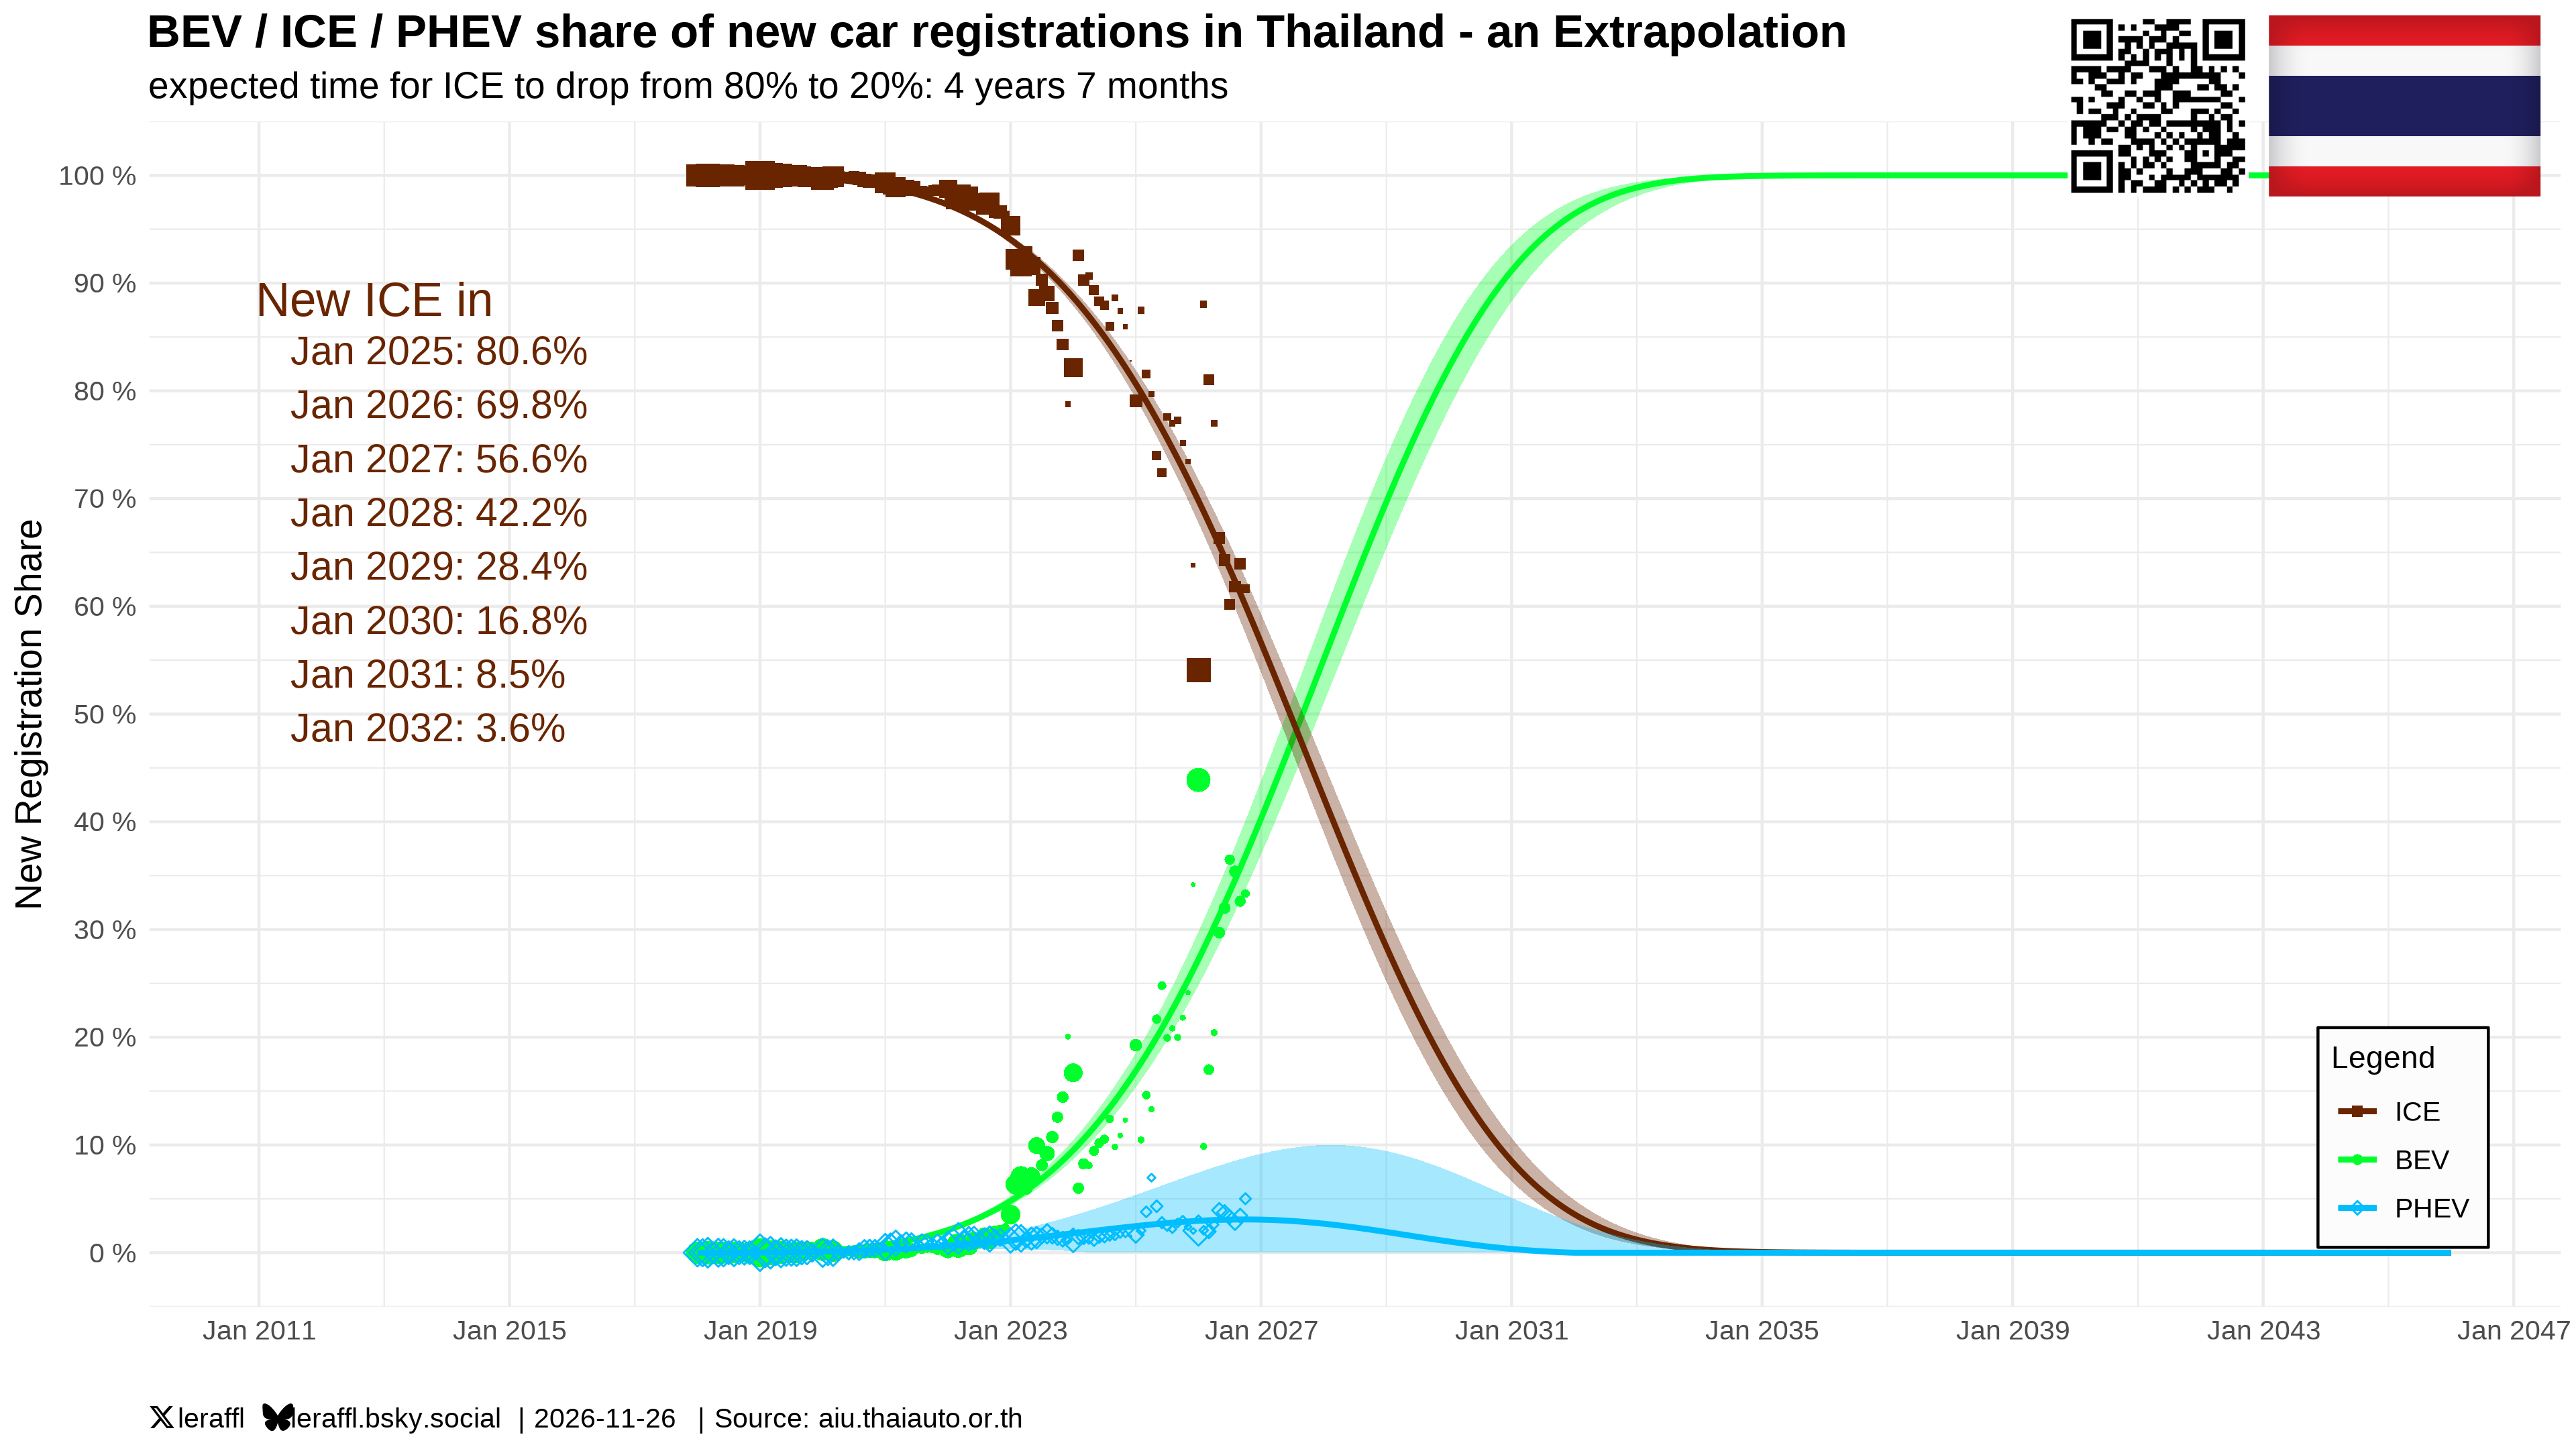 BEV / ICE / PHEV share of new car registrations in Thailand - an Extrapolation
expected time for ICE to drop from 80% to 20%: 4 years 7 months
New Registration Share
100 %
90 %
80 %
70 %
60 %
50 %
40 %
30 %
20 %
10 %
0 %
New ICE in
Jan 2025: 80.6%
Jan 2026: 69.8%
Jan 2027: 56.6%
Jan 2028: 42.2%
Jan 2029: 28.4%
Jan 2030: 16.8%
Jan 2031: 8.5%
Jan 2032: 3.6%
Legend
ICE
BEV
PHEV
Jan 2011 Jan 2015 Jan 2019 Jan 2023 Jan 2027 Jan 2031 Jan 2035 Jan 2039 Jan 2043 Jan 2047
leraffl leraffl.bsky.social | 2026-11-26 | Source: aiu.thaiauto.or.th